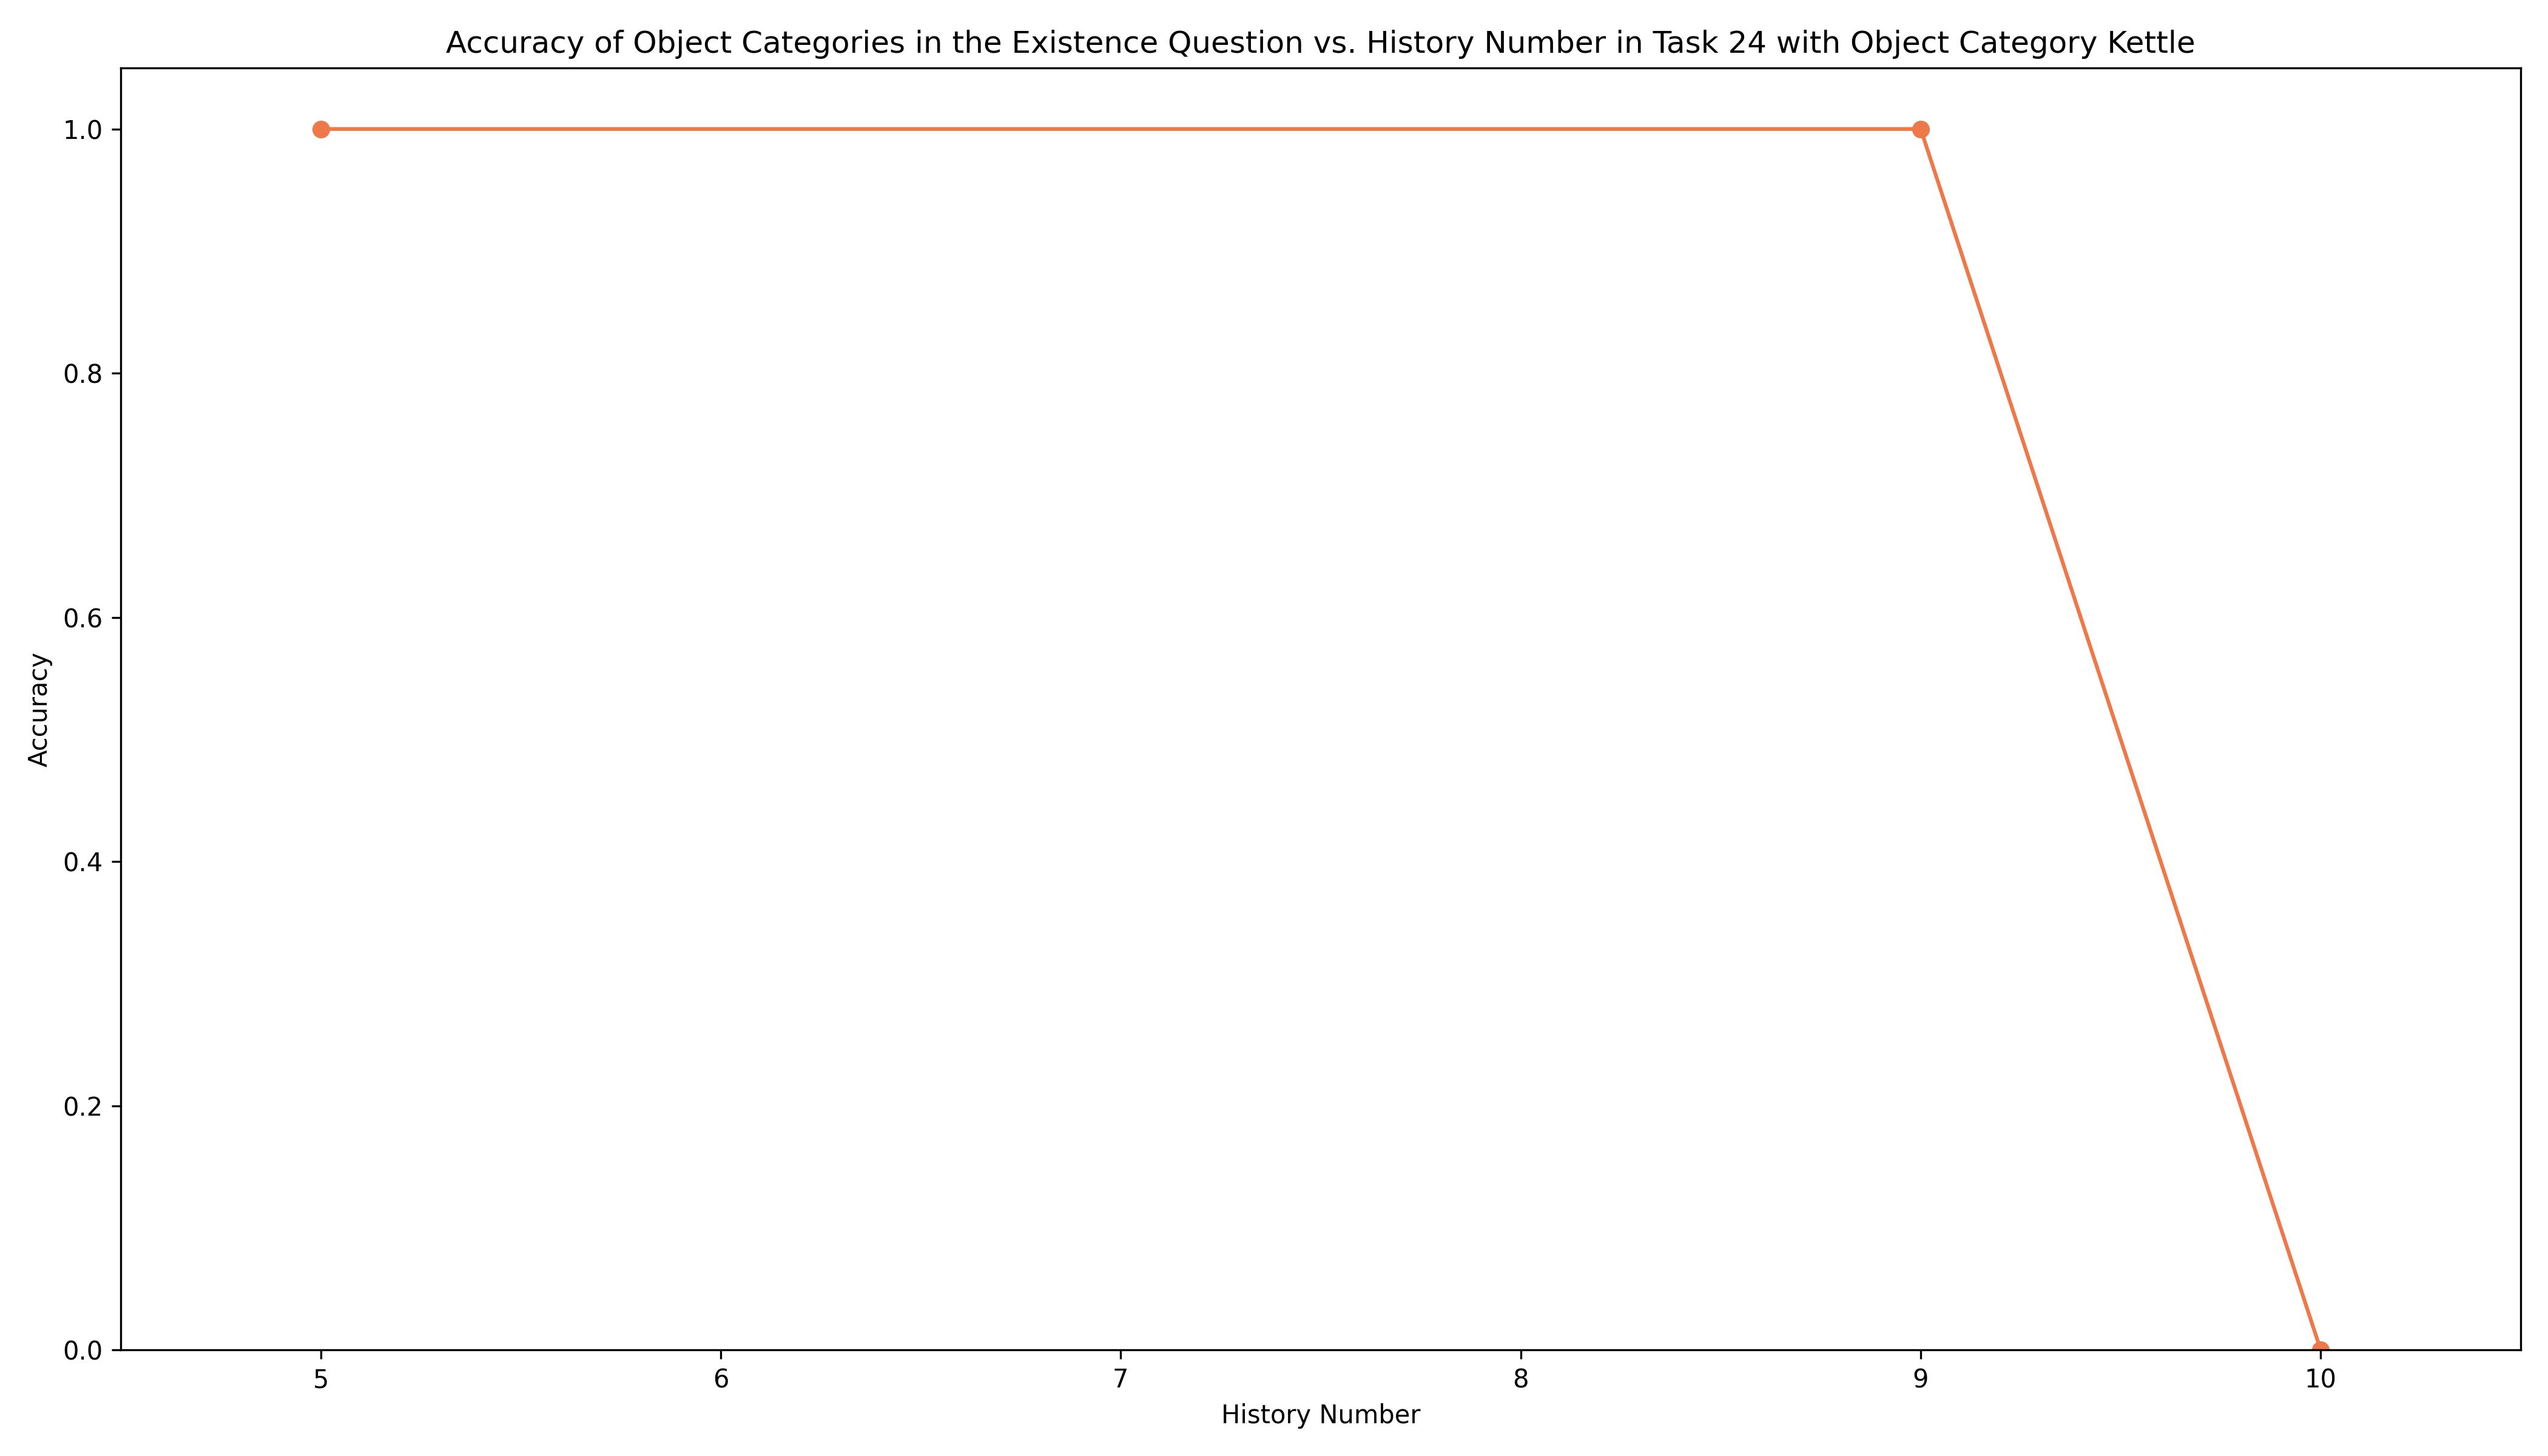 Accuracy of Object Categories in the Existence Question vs. History Number in Task 24 with Object Category Kettle
1.0
0.8
0.6
0.4
0.2
0.0
Accuracy
5 6 7 8 9 10
History Number